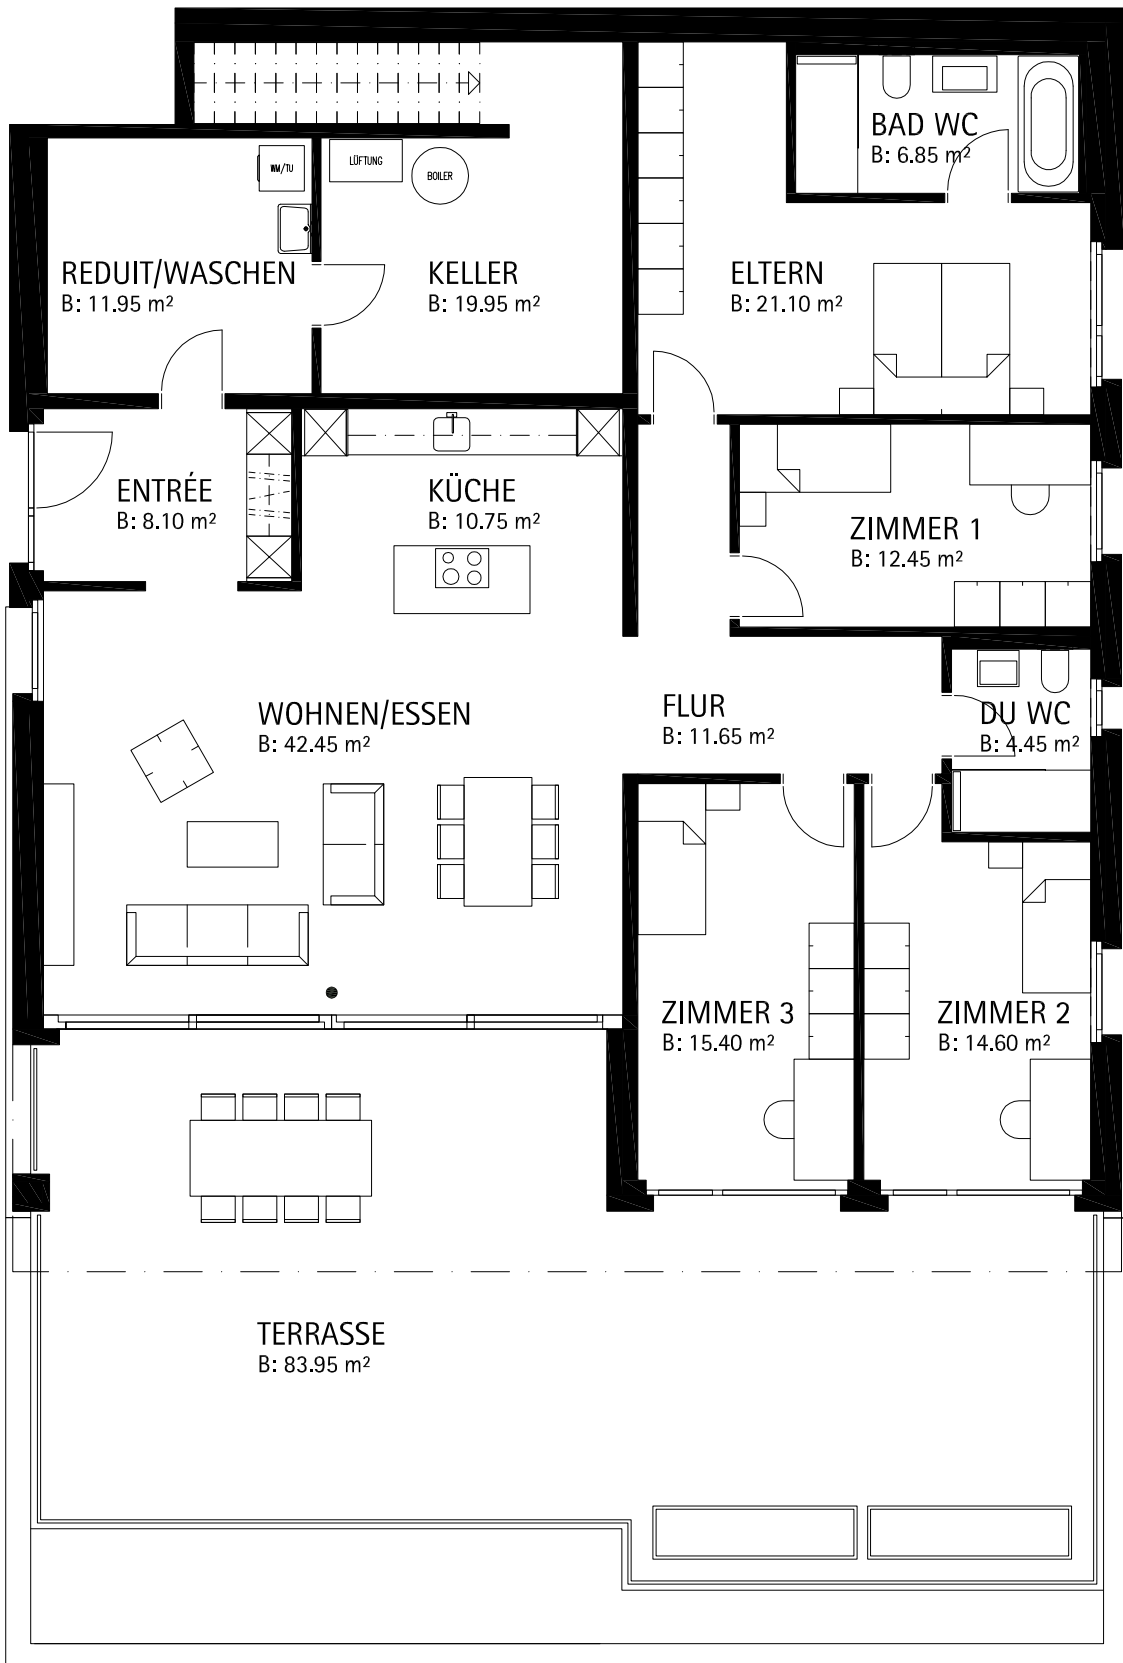 BAD WC
B: 6.85 m²
LÜFTUNG
WM/TU
BOILER
REDUIT/WASCHEN
B: 11.95 m²
KELLER
B: 19.95 m²
ELTERN
B: 21.10 m²
ENTRÉE
B: 8.10 m²
KÜCHE
B: 10.75 m²
ZIMMER 1
B: 12.45 m²
WOHNEN/ESSEN
B: 42.45 m²
FLUR
B: 11.65 m²
DU WC
B: 4.45 m²
ZIMMER 3
B: 15.40 m²
ZIMMER 2
B: 14.60 m²
TERRASSE
B: 83.95 m²